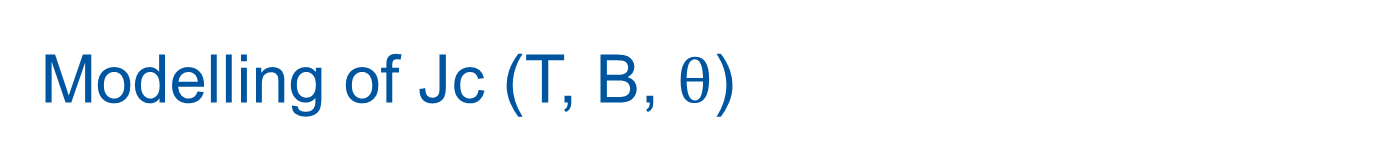 Modelling of Jc (T, B, θ)